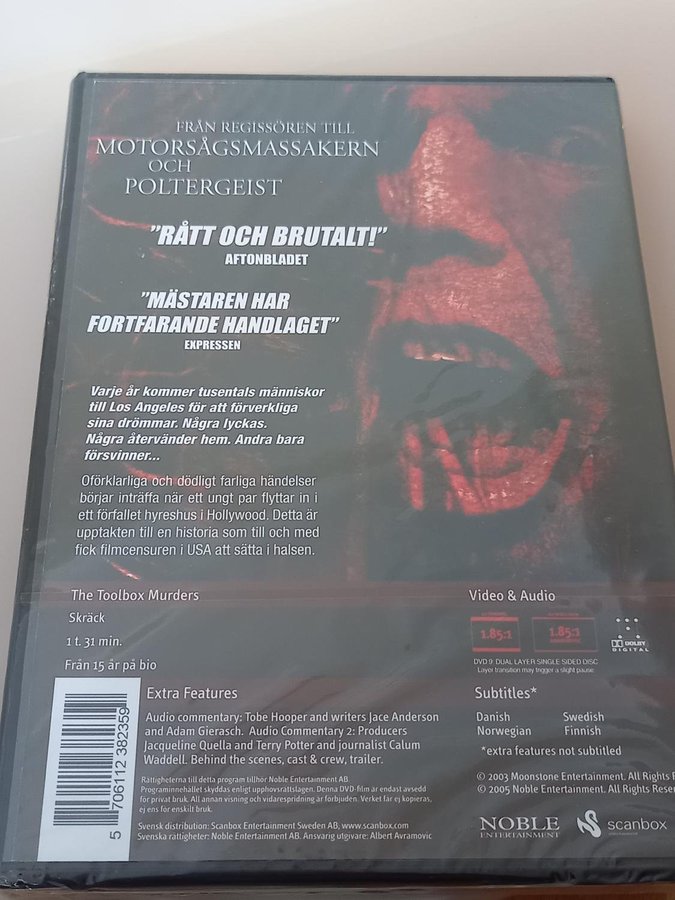 FRÅN REGISSÖREN TILL
MOTORSÅGSMASSAKERN
OCH
POLTERGEIST
"RÅTT OCH BRUTALT!"
AFTONBLADET
"MÄSTAREN HAR
FORTFARANDE HANDLAGET"
EXPRESSEN
Varje år kommer tusentals människor
till Los Angeles för att förverkliga
sina drömmar. Några lyckas.
Några återvänder hem. Andra bara
försvinner...
Oförklarliga och dödligt farliga händelser
börjar inträffa när ett ungt par flyttar in i
ett förfallet hyreshus i Hollywood. Detta är
upptakten till en historia som till och med
fick filmcensuren i USA att sätta i halsen.
The Toolbox Murders
Skräck
1 t. 31 min.
Från 15 år på bio
Video & Audio
1.85:1
1.85:1
DOLBY
DIGITAL
DVD 9: DUAL LAYER SINGLE SIDED DISC
Layer transition may trigger a slight pause
Extra Features
Audio commentary: Tobe Hooper and writers Jace Anderson
and Adam Gierasch. Audio Commentary 2: Producers
Jacqueline Quella and Terry Potter and journalist Calum
Waddell. Behind the scenes, cast & crew, trailer.
Subtitles*
Danish Swedish
Norwegian Finnish
*extra features not subtitled
Rättigheterna till detta program tillhör Noble Entertainment AB.
Programinnehållet skyddas enligt upphovsrättslagen. Denna DVD-film är endast avsedd
för privat bruk. All annan visning och vidarespridning är förbjuden. Verket får ej kopieras,
ej ens för enskilt bruk.
Svensk distribution: Scanbox Entertainment Sweden AB, www.scanbox.com
Svenska rättigheter: Noble Entertainment AB. Ansvarig utgivare: Albert Avramovic
© 2003 Moonstone Entertainment. All Rights
© 2005 Noble Entertainment. All Rights
NOBLE
ENTERTAINMENT
scanbox
5 706112 382359